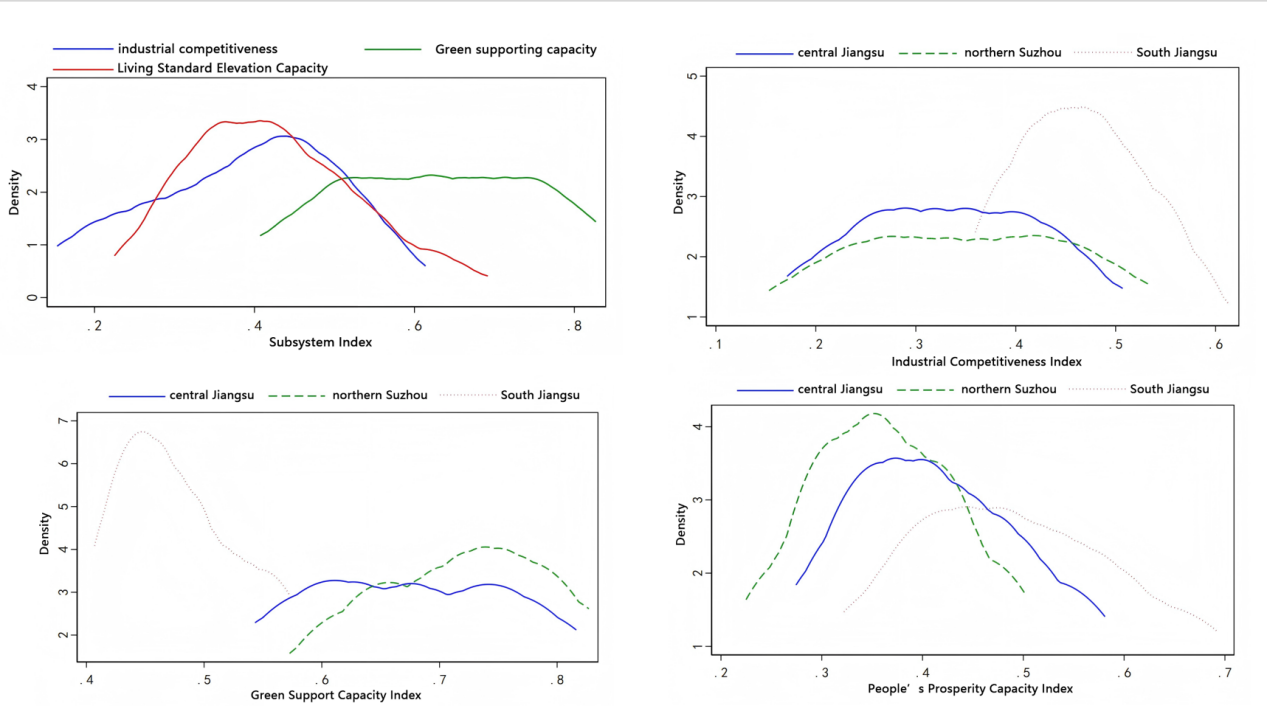 industrial competitiveness Green supporting capacity
Living Standard Elevation Capacity
4
3
2
1
0
Density
.2 .4 .6 .8
Subsystem Index
central Jiangsu northern Suzhou South Jiangsu
5
4
3
2
1
Density
.1 .2 .3 .4 .5 .6
Industrial Competitiveness Index
central Jiangsu northern Suzhou South Jiangsu
7
6
5
4
3
2
Density
.4 .5 .6 .7 .8
Green Support Capacity Index
central Jiangsu northern Suzhou South Jiangsu
4
3
2
1
Density
.2 .3 .4 .5 .6 .7
People’s Prosperity Capacity Index